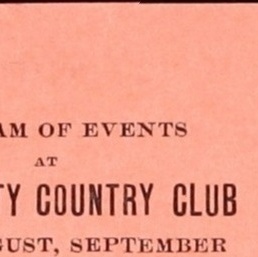 AM OF EVENTS
AT
TY COUNTRY CLUB
GUST, SEPTEMBER